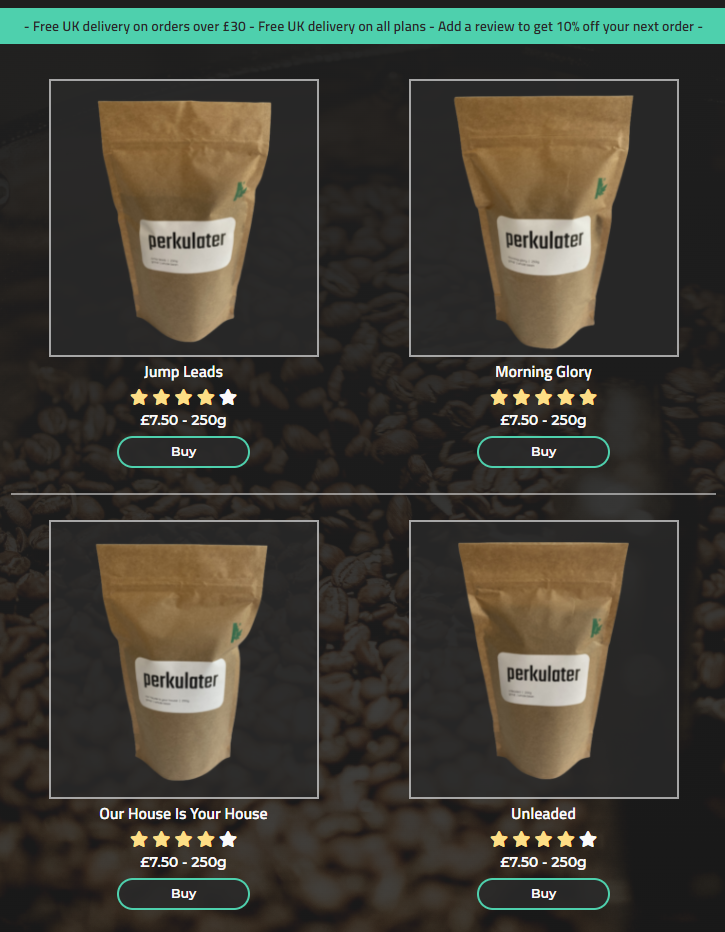 - Free UK delivery on orders over £30 - Free UK delivery on all plans - Add a review to get 10% off your next order -
perkulater
perkulater
Jump Leads
Morning Glory
£7.50 - 250g
£7.50 - 250g
Buy
Buy
perkulater
perkulater
Our House Is Your House
Unleaded
£7.50 - 250g
£7.50 - 250g
Buy
Buy